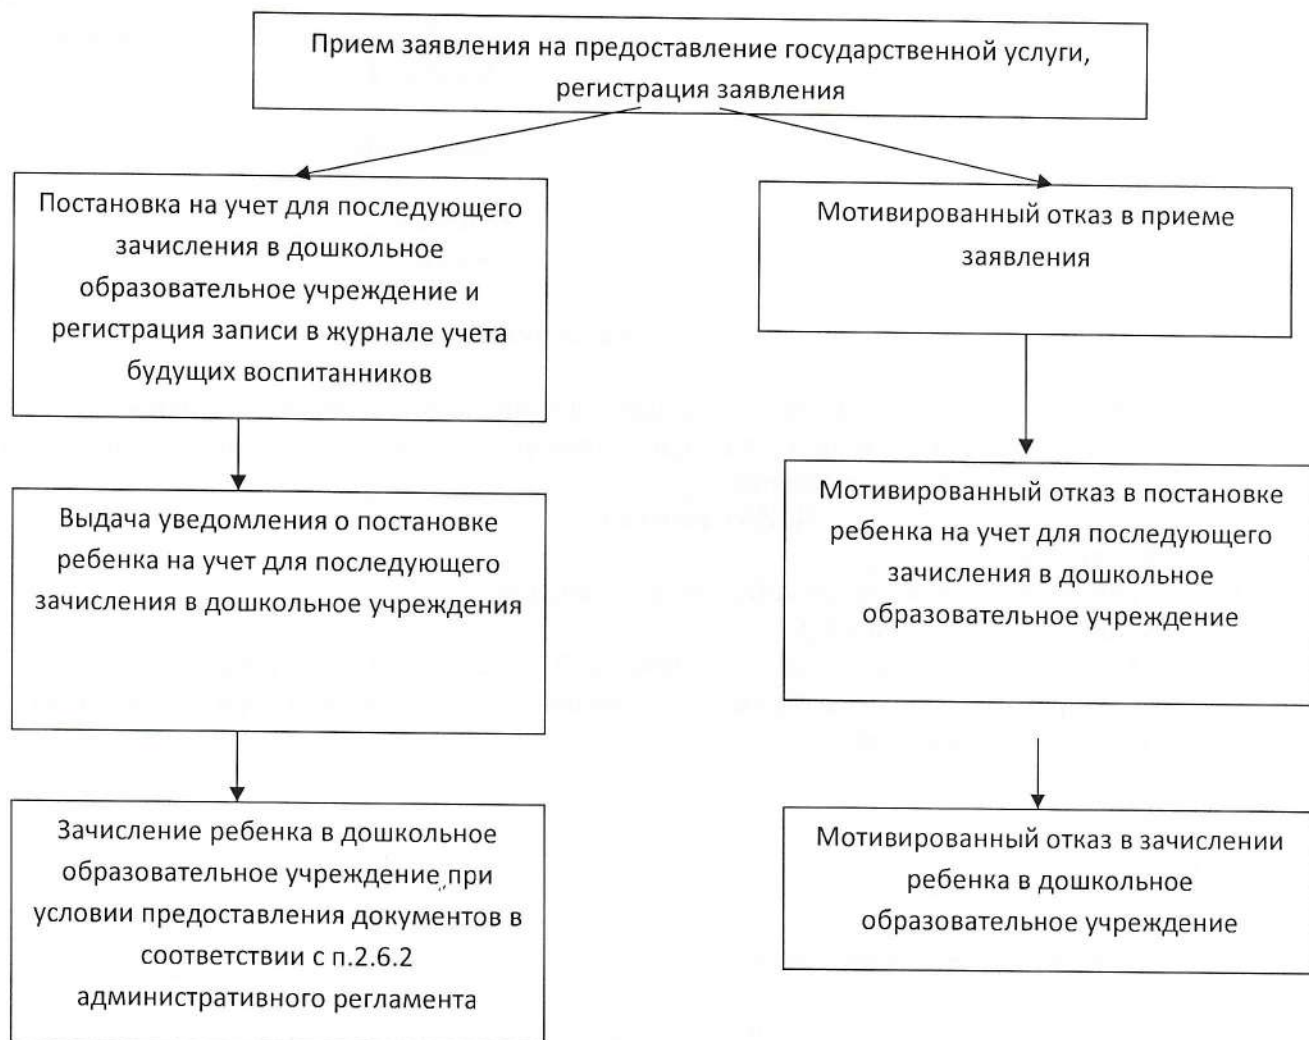 Прием заявления на предоставление государственной услуги,
регистрация заявления
Постановка на учет для последующего
зачисления в дошкольное
образовательное учреждение и
регистрация записи в журнале учета
будущих воспитанников
Мотивированный отказ в приеме
заявления
Выдача уведомления о постановке
ребенка на учет для последующего
зачисления в дошкольное учреждения
Мотивированный отказ в постановке
ребенка на учет для последующего
зачисления в дошкольное
образовательное учреждение
Зачисление ребенка в дошкольное
образовательное учреждение при
условии предоставления документов в
соответствии с п.2.6.2
административного регламента
Мотивированный отказ в зачислении
ребенка в дошкольное
образовательное учреждение